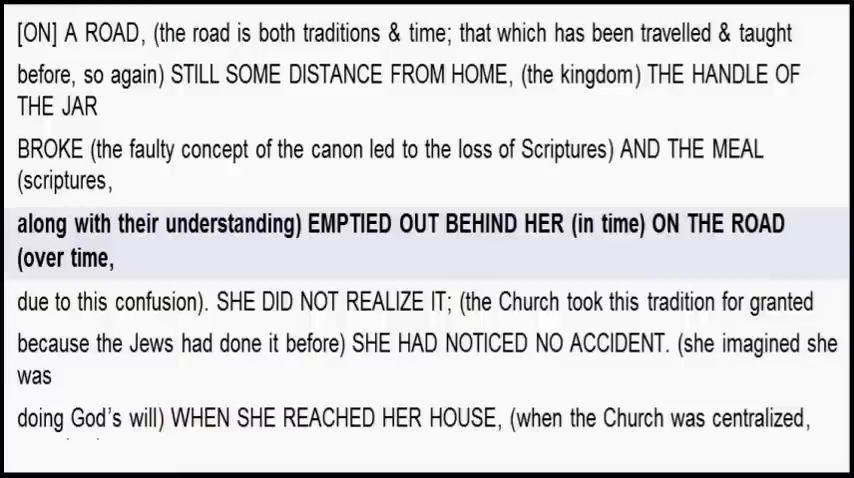 [ON] A ROAD, (the road is both traditions & time; that which has been travelled & taught
before, so again) STILL SOME DISTANCE FROM HOME, (the kingdom) THE HANDLE OF
THE JAR
BROKE (the faulty concept of the canon led to the loss of Scriptures) AND THE MEAL
(scriptures,
along with their understanding) EMPTIED OUT BEHIND HER (in time) ON THE ROAD
(over time,
due to this confusion). SHE DID NOT REALIZE IT; (the Church took this tradition for granted
because the Jews had done it before) SHE HAD NOTICED NO ACCIDENT. (she imagined she
was
doing God's will) WHEN SHE REACHED HER HOUSE, (when the Church was centralized,